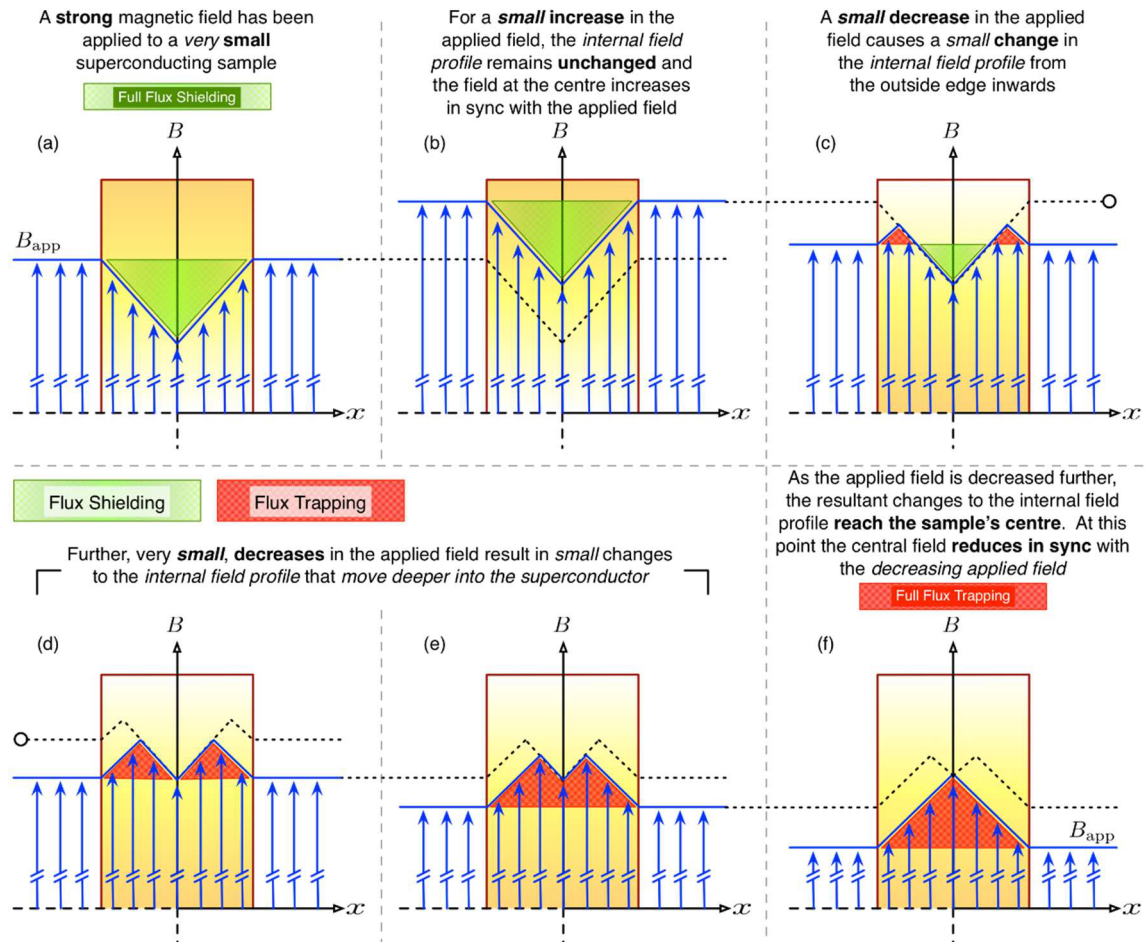 A strong magnetic field has been
applied to a very small
superconducting sample
Full Flux Shielding
(a)
B
B_app
x
For a small increase in the
applied field, the internal field
profile remains unchanged and
the field at the centre increases
in sync with the applied field
(b)
B
x
A small decrease in the applied
field causes a small change in
the internal field profile from
the outside edge inwards
(c)
B
x
Flux Shielding
Flux Trapping
Further, very small, decreases in the applied field result in small changes
to the internal field profile that move deeper into the superconductor
(d)
B
x
(e)
B
x
As the applied field is decreased further,
the resultant changes to the internal field
profile reach the sample's centre. At this
point the central field reduces in sync with
the decreasing applied field
Full Flux Trapping
(f)
B
B_app
x